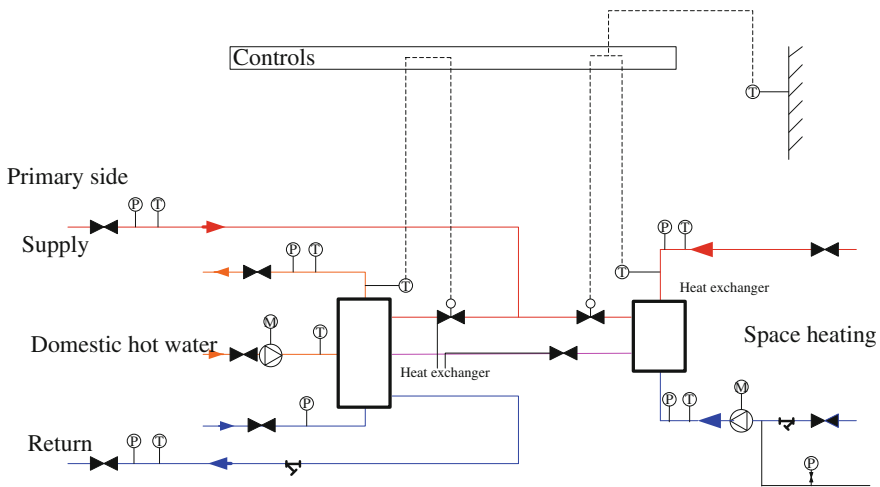 Controls
T
Primary side
P
T
P
T
Supply
P
T
T
T
Heat exchanger
M
Domestic hot water
T
Space heating
Heat exchanger
M
P
P
T
Return
P
T
P